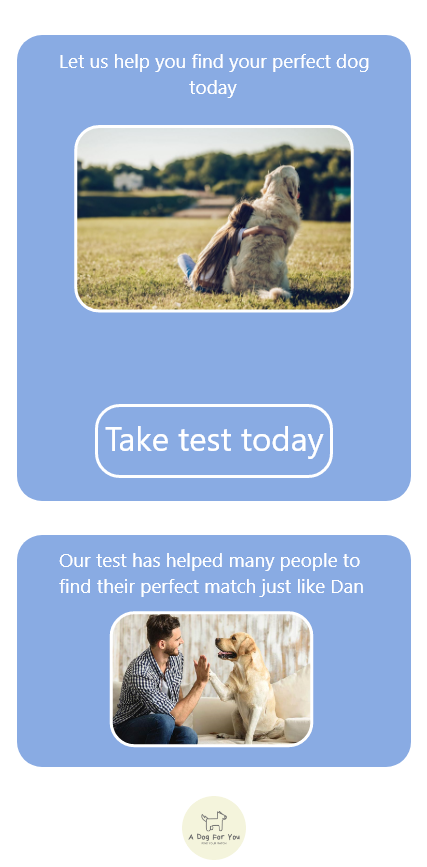 Let us help you find your perfect dog
today
Take test today
Our test has helped many people to
find their perfect match just like Dan
A Dog For You